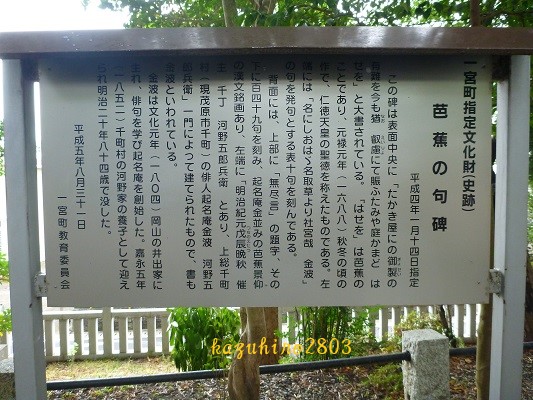 一宮町指定文化財(史跡)
芭蕉の句碑
平成四年一月十四日指定
この碑は表面中央に「たかき屋にの御製の
有難を今も猶　叡慮にて賑ふたみや庭かまど　は
せを」と大書されている。「はせを」は芭蕉の
ことであり、元禄元年(一六八八)秋冬の頃の
作で、仁徳天皇の聖徳を称えたものである。左
端には「名にしおはゞ名取草より社宮哉　金波」
の句を発句とする表十句を刻んである。
背面には、上部に「無尽言」の題字、その
下に百四十九句を刻み、起名庵金並みの芭蕉景仰
の漢文銘画あり、左端に「明治紀元戊辰晩秋　催
主　千丁　河野五郎兵衛　とあり、上総千町
村(現茂原市千町)の俳人起名庵金波　河野五
郎兵衛」一門によつて建てられたもので、書も
金波といわれている。
金波は文化元年(一八〇四)岡山の井出家に
生れ、俳句を学び起名庵を創始した。嘉永五年
(一八五二)千町村の河野家の養子として迎え
られ明治二十年八十四歳で没した。
平成五年八月三十一日
一宮町教育委員会
kazuhiro2803